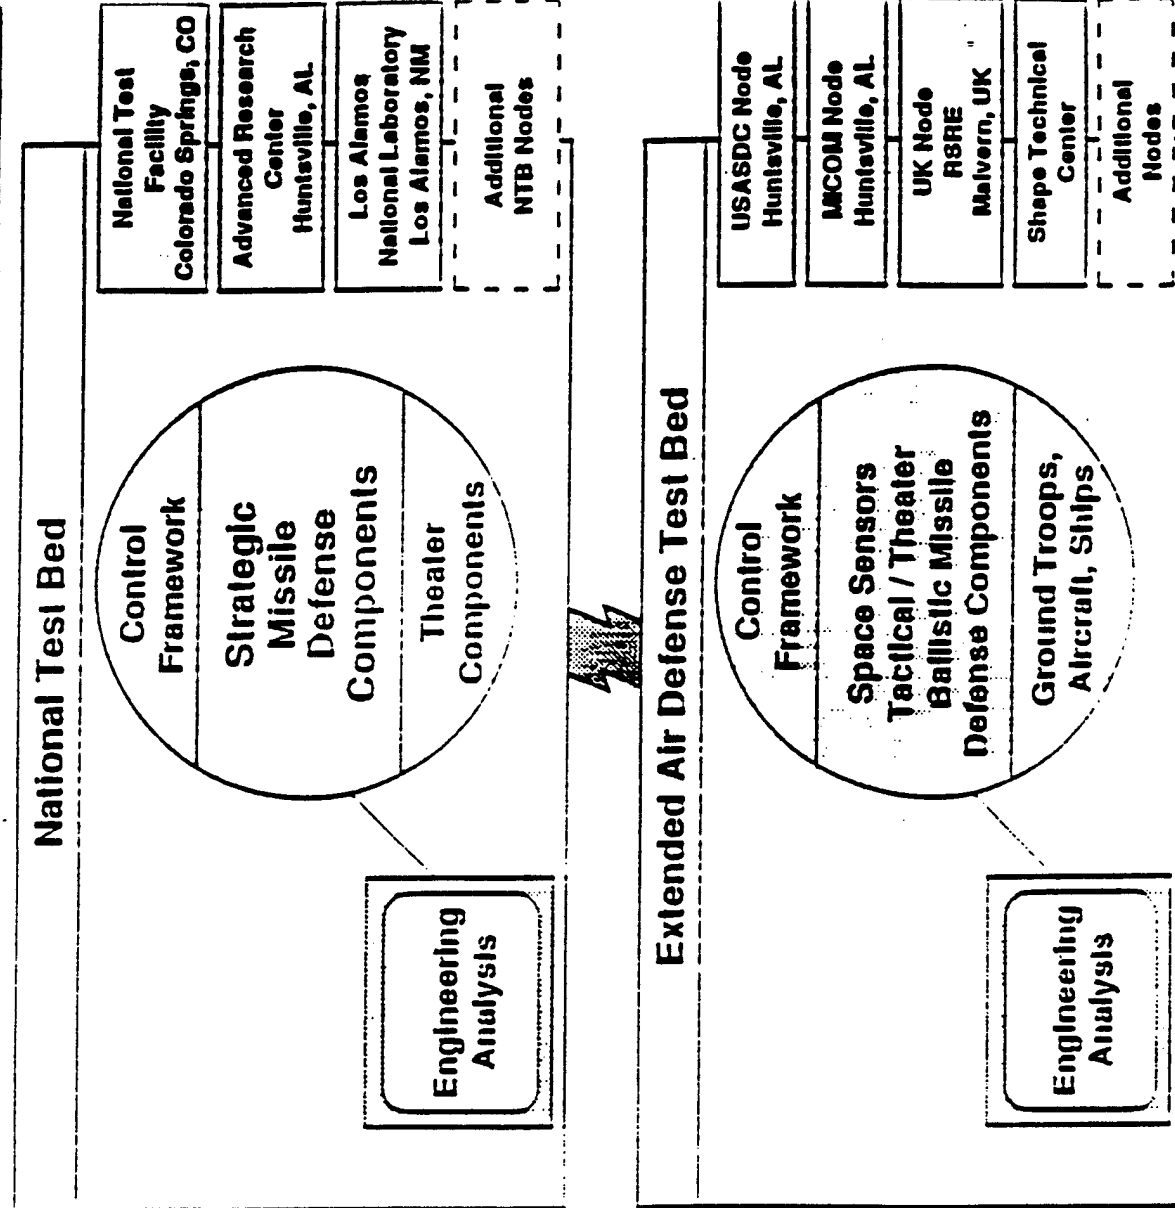 National Test Bed
Control
Framework
Strategic
Missile
Defense
Components
Theater
Components
Engineering
Analysis
National Test
Facility
Colorado Springs, CO
Advanced Research
Center
Huntsville, AL
Los Alamos
National Laboratory
Los Alamos, NM
Additional
NTB Nodes
Extended Air Defense Test Bed
Control
Framework
Space Sensors
Tactical / Theater
Ballistic Missile
Defense Components
Ground Troops,
Aircraft, Ships
Engineering
Analysis
USASDC Node
Huntsville, AL
MICOM Node
Huntsville, AL
UK Node
RSRE
Malvern, UK
Shape Technical
Center
Additional
Nodes